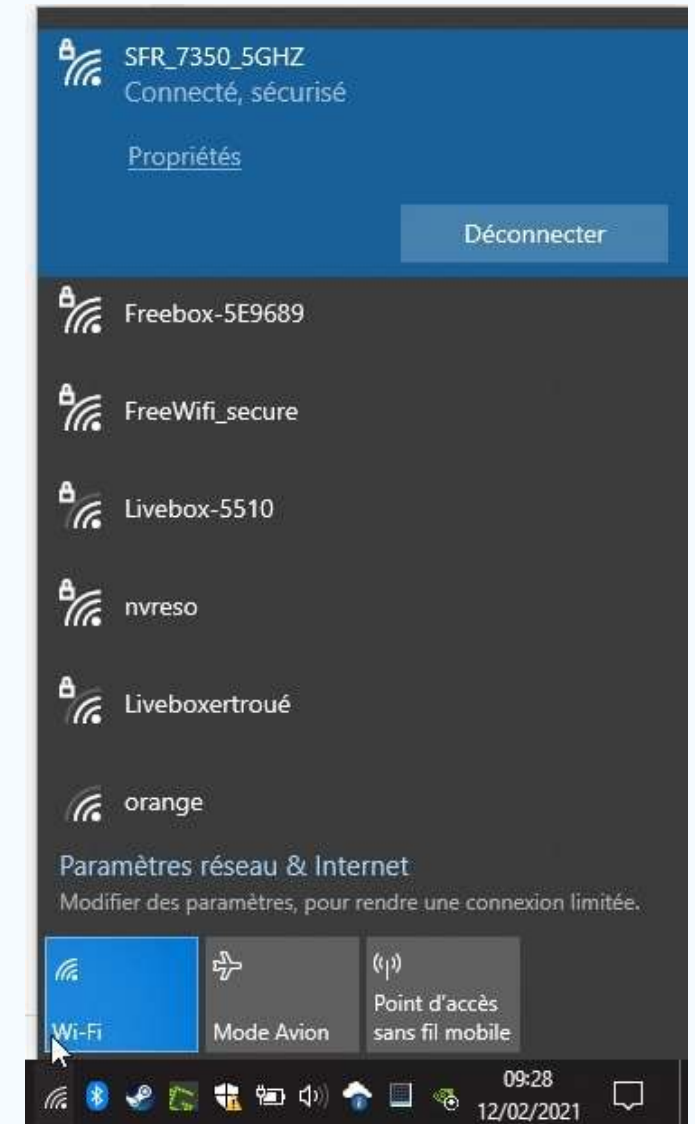 SFR_7350_5GHZ
Connecté, sécurisé
Propriétés
Déconnecter
Freebox-5E9689
FreeWifi_secure
Livebox-5510
nvreso
Liveboxertroué
orange
Paramètres réseau & Internet
Modifier des paramètres, pour rendre une connexion limitée.
Wi-Fi
Mode Avion
Point d'accès
sans fil mobile
09:28
12/02/2021